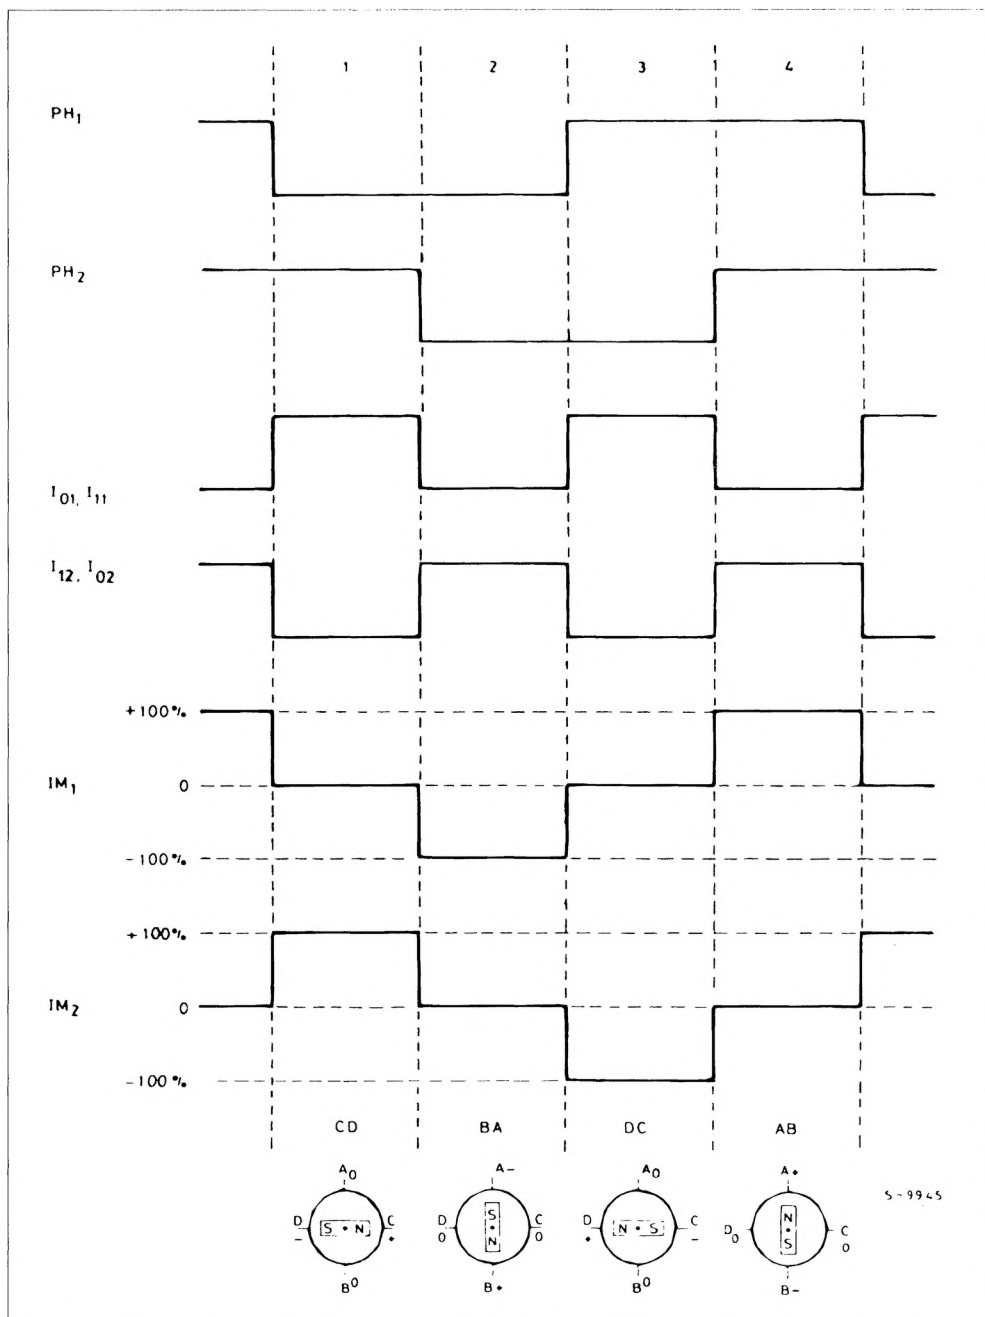 1 2 3 4
PH1
PH2
I01, I11
I12, I02
+100%
IM1 0
-100%
+100%
IM2 0
-100%
CD BA DC AB
A0 A- A0 A+
S-9945
D S N C D S C D N S C D0 N C
- + 0 N 0 + - S 0
B0 B+ B0 B-